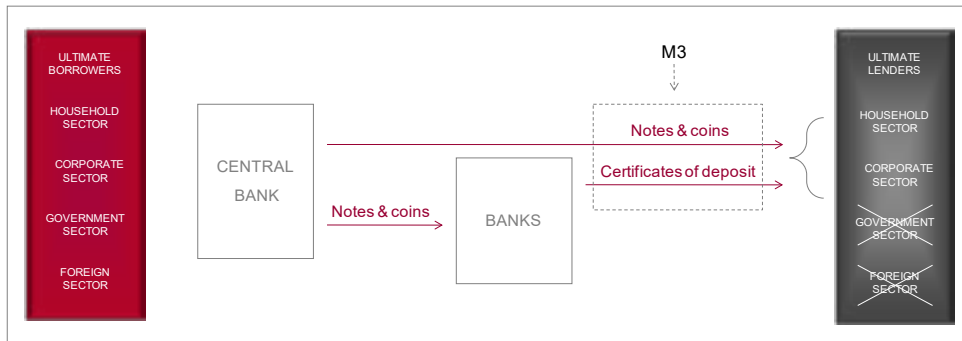 ULTIMATE
BORROWERS
HOUSEHOLD
SECTOR
CORPORATE
SECTOR
GOVERNMENT
SECTOR
FOREIGN
SECTOR
CENTRAL
BANK
Notes & coins
BANKS
M3
Notes & coins
Certificates of deposit
ULTIMATE
LENDERS
HOUSEHOLD
SECTOR
CORPORATE
SECTOR
GOVERNMENT
SECTOR
FOREIGN
SECTOR